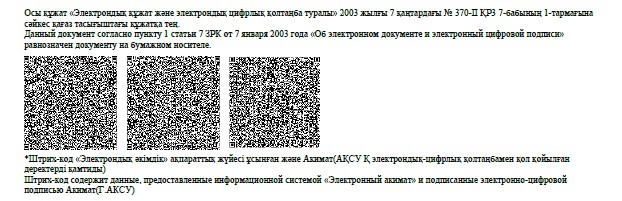 Осы құжат «Электрондық құжат және электрондық цифрлық қолтаңба туралы» 2003 жылғы 7 қаңтардағы № 370-II ҚРЗ 7-бабының 1-тармағына
сәйкес қағаз тасығыштағы құжатқа тең.
Данный документ согласно пункту 1 статьи 7 ЗРК от 7 января 2003 года «Об электронном документе и электронный цифровой подписи»
равнозначен документу на бумажном носителе.
*Штрих-код «Электрондық әкімдік» ақпараттық жүйесі ұсынған және Акимат(АҚСУ Қ электрондық-цифрлық қолтаңбамен қол қойылған
деректерді қамтиды)
Штрих-код содержит данные, предоставленные информационной системой «Электронный акимат» и подписанные электронно-цифровой
подписью Акимат(Г.АКСУ)